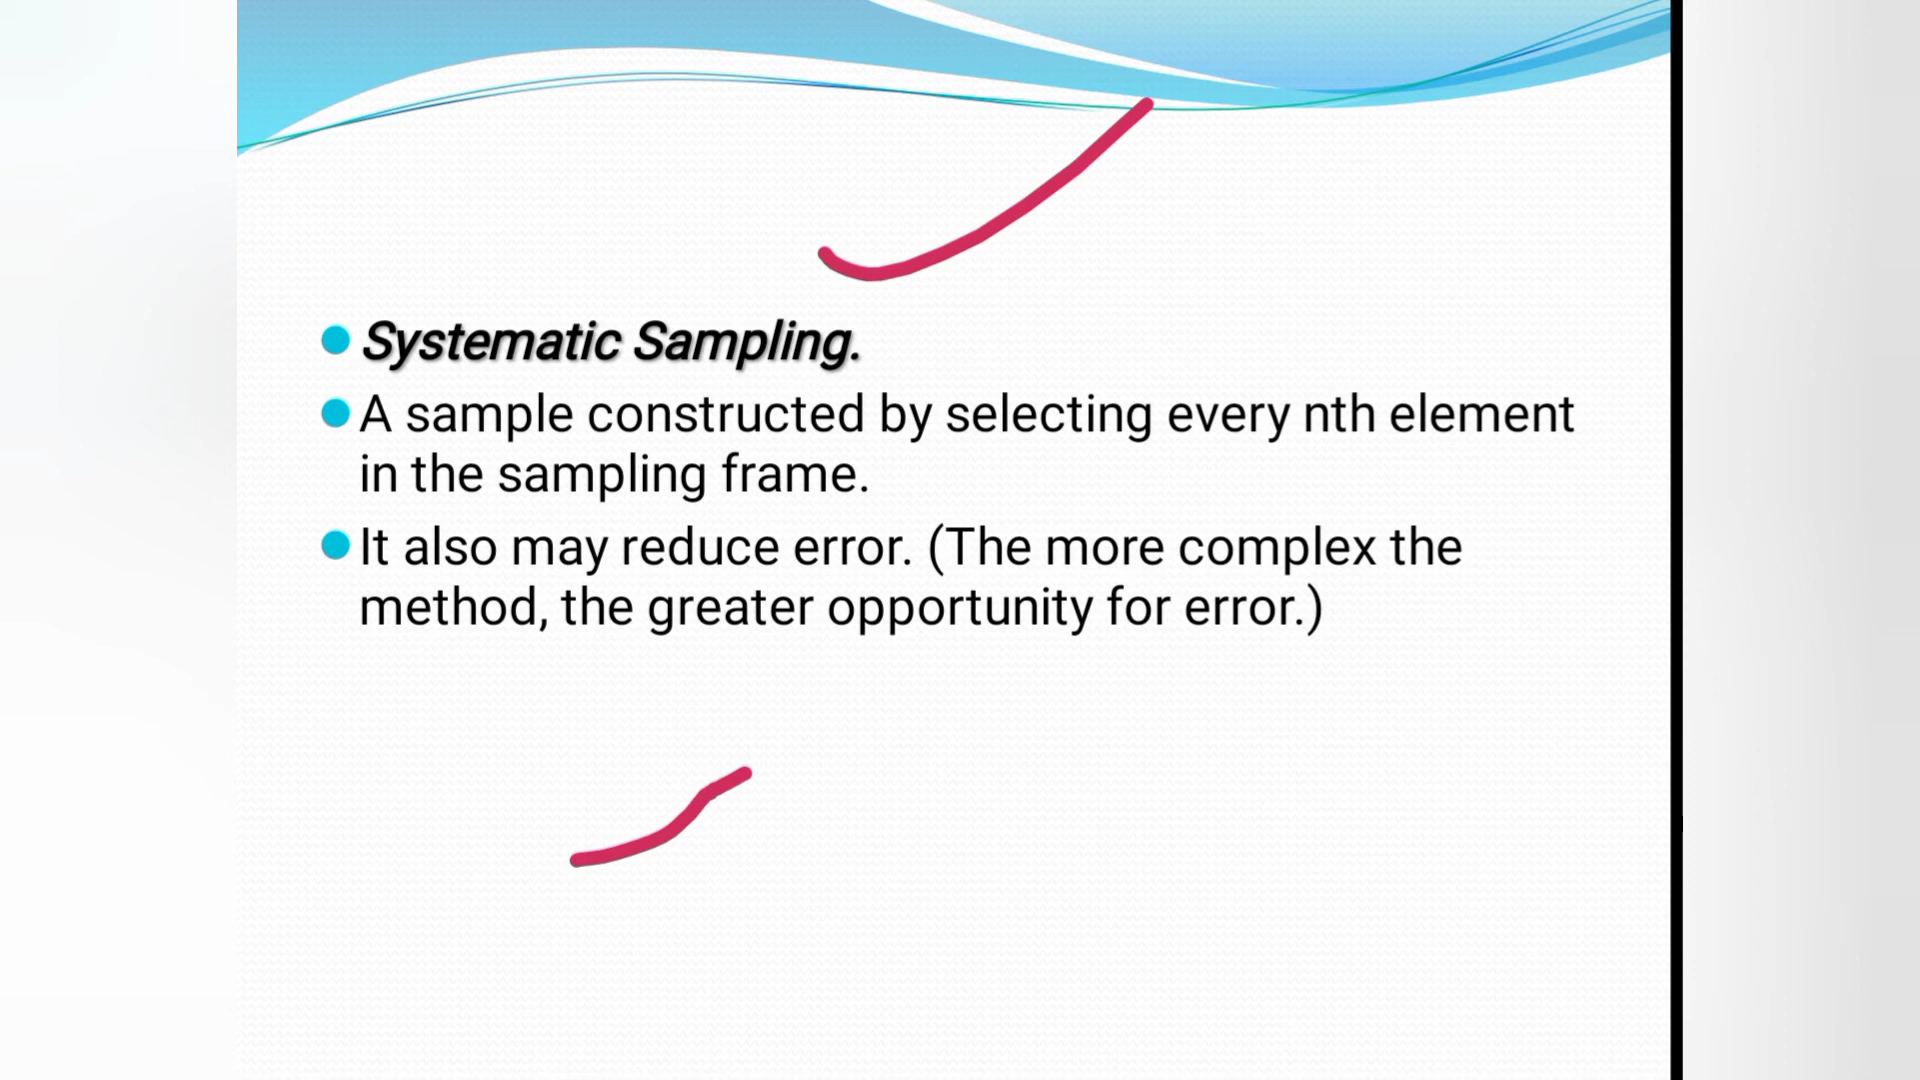 Systematic Sampling.
A sample constructed by selecting every nth element
in the sampling frame.
It also may reduce error. (The more complex the
method, the greater opportunity for error.)